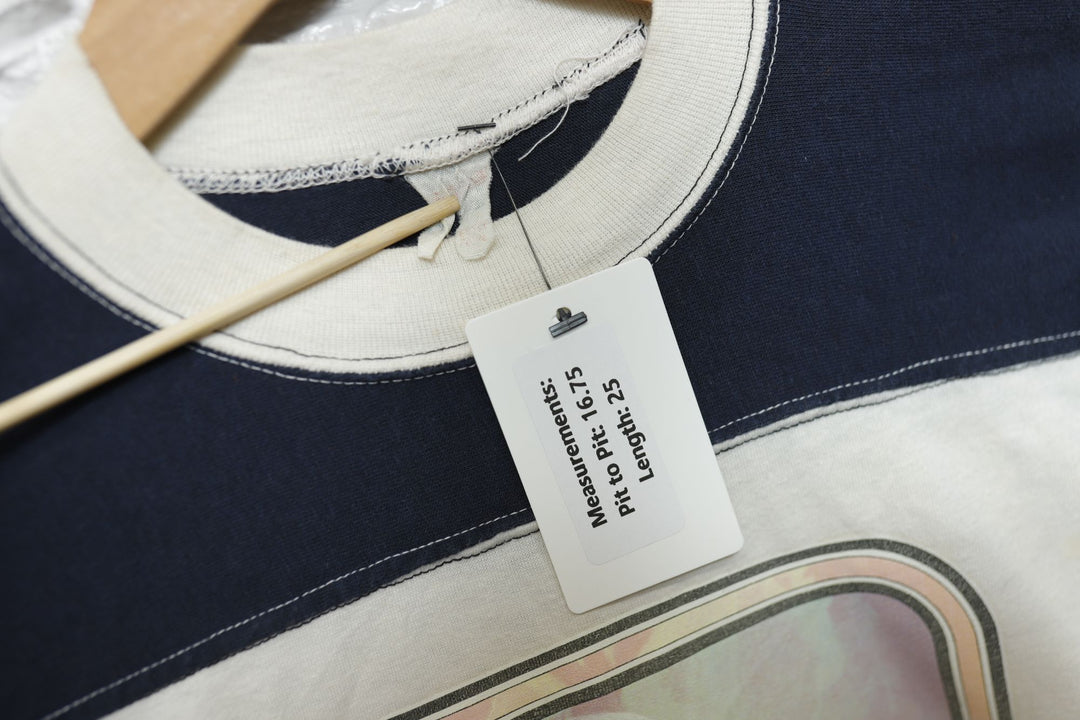 Measurements:
Pit to Pit: 16.75
Length: 25